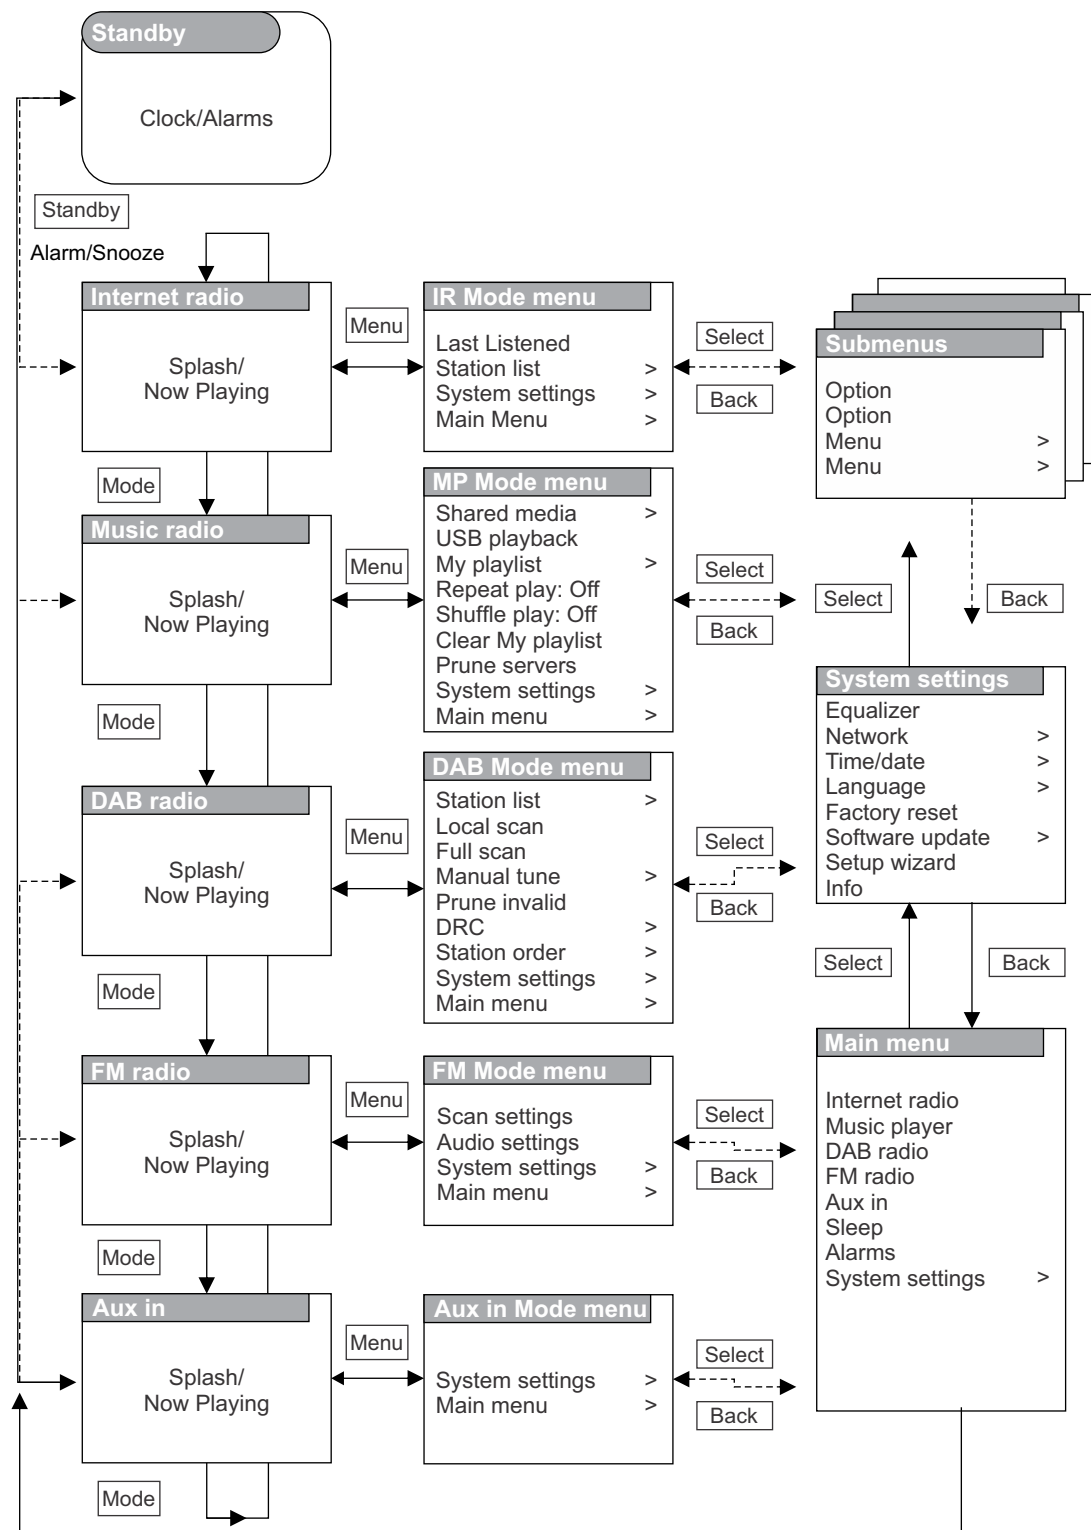 Standby
Clock/Alarms
Standby
Alarm/Snooze
Internet radio
Splash/
Now Playing
Menu
IR Mode menu
Last Listened
Station list >
System settings >
Main Menu >
Select
Back
Submenus
Option
Option
Menu >
Menu >
Mode
Music radio
Splash/
Now Playing
Menu
MP Mode menu
Shared media >
USB playback
My playlist >
Repeat play: Off
Shuffle play: Off
Clear My playlist
Prune servers
System settings >
Main menu >
Select
Back
Select
Back
System settings
Equalizer
Network >
Time/date >
Language >
Factory reset
Software update >
Setup wizard
Info
Mode
DAB radio
Splash/
Now Playing
Menu
DAB Mode menu
Station list >
Local scan
Full scan
Manual tune >
Prune invalid
DRC >
Station order >
System settings >
Main menu >
Select
Back
Select
Back
Mode
FM radio
Splash/
Now Playing
Menu
FM Mode menu
Scan settings
Audio settings
System settings >
Main menu >
Select
Back
Main menu
Internet radio
Music player
DAB radio
FM radio
Aux in
Sleep
Alarms
System settings >
Mode
Aux in
Splash/
Now Playing
Menu
Aux in Mode menu
System settings >
Main menu >
Select
Back
Mode